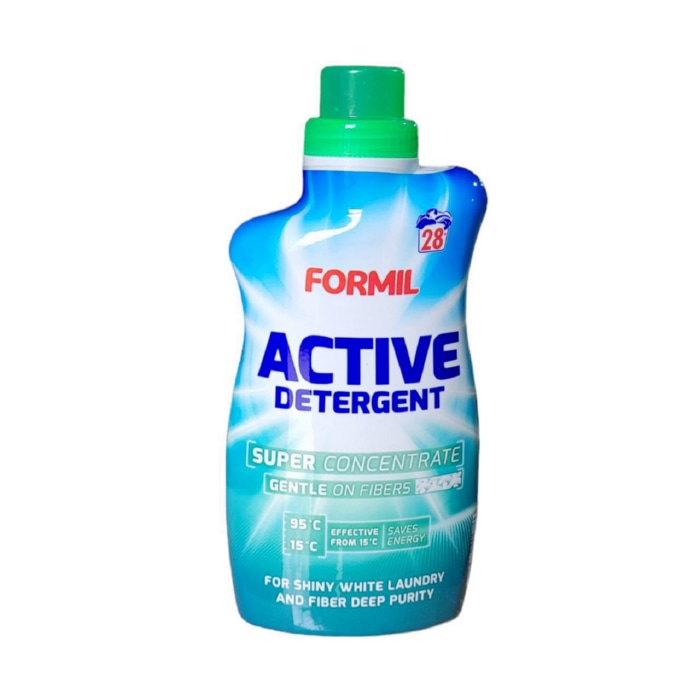 28
FORMIL
ACTIVE
DETERGENT
SUPER CONCENTRATE
GENTLE ON FIBERS
95°C
15°C
EFFECTIVE
FROM 15°C
SAVES
ENERGY
FOR SHINY WHITE LAUNDRY
AND FIBER DEEP PURITY